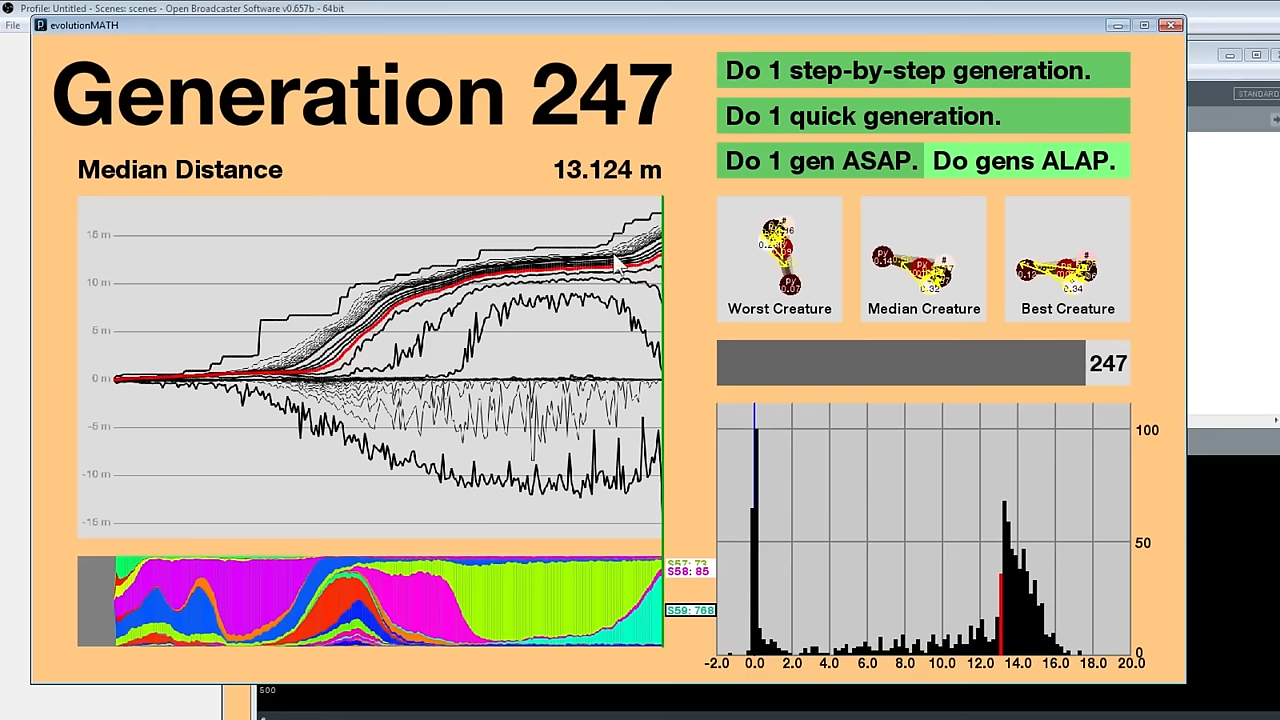 Profile: Untitled - Scenes: scenes - Open Broadcaster Software v0.657b - 64bit
File
evolutionMATH
STANDARD
Generation 247
Do 1 step-by-step generation.
Do 1 quick generation.
Do 1 gen ASAP.
Do gens ALAP.
Median Distance
13.124 m
15 m
10 m
5 m
0 m
-5 m
-10 m
-15 m
Worst Creature
Median Creature
Best Creature
247
100
50
0
-2.0 0.0 2.0 4.0 6.0 8.0 10.0 12.0 14.0 16.0 18.0 20.0
S57: 73
S58: 85
S59: 768
500